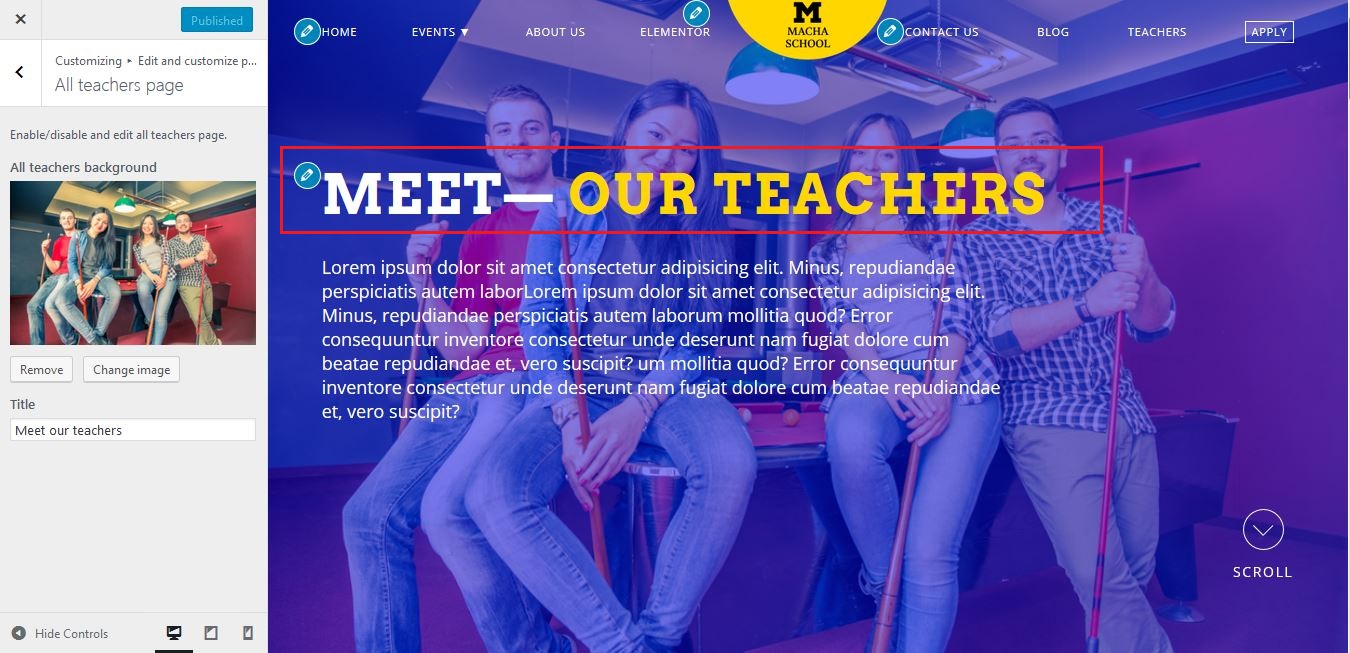 Published
Customizing ▸ Edit and customize p...
All teachers page
Enable/disable and edit all teachers page.
All teachers background
Remove
Change image
Title
Meet our teachers
Hide Controls
HOME
EVENTS ▼
ABOUT US
ELEMENTOR
M
MACHA
SCHOOL
CONTACT US
BLOG
TEACHERS
APPLY
MEET— OUR TEACHERS
Lorem ipsum dolor sit amet consectetur adipisicing elit. Minus, repudiandae
perspiciatis autem laborLorem ipsum dolor sit amet consectetur adipisicing elit.
Minus, repudiandae perspiciatis autem laborum mollitia quod? Error
consequuntur inventore consectetur unde deserunt nam fugiat dolore cum
beatae repudiandae et, vero suscipit? um mollitia quod? Error consequuntur
inventore consectetur unde deserunt nam fugiat dolore cum beatae repudiandae
et, vero suscipit?
SCROLL